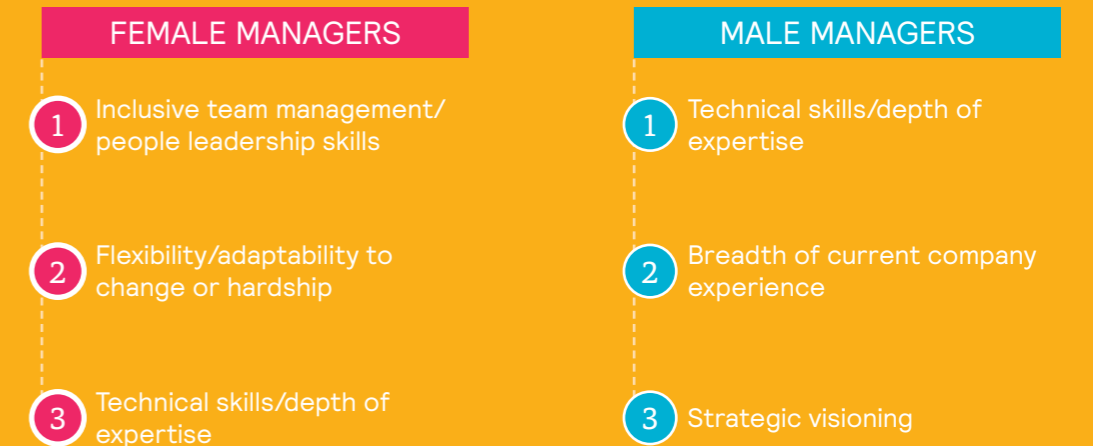 FEMALE MANAGERS
1
Inclusive team management/
people leadership skills
2
Flexibility/adaptability to
change or hardship
3
Technical skills/depth of
expertise
MALE MANAGERS
1
Technical skills/depth of
expertise
2
Breadth of current company
experience
3
Strategic visioning